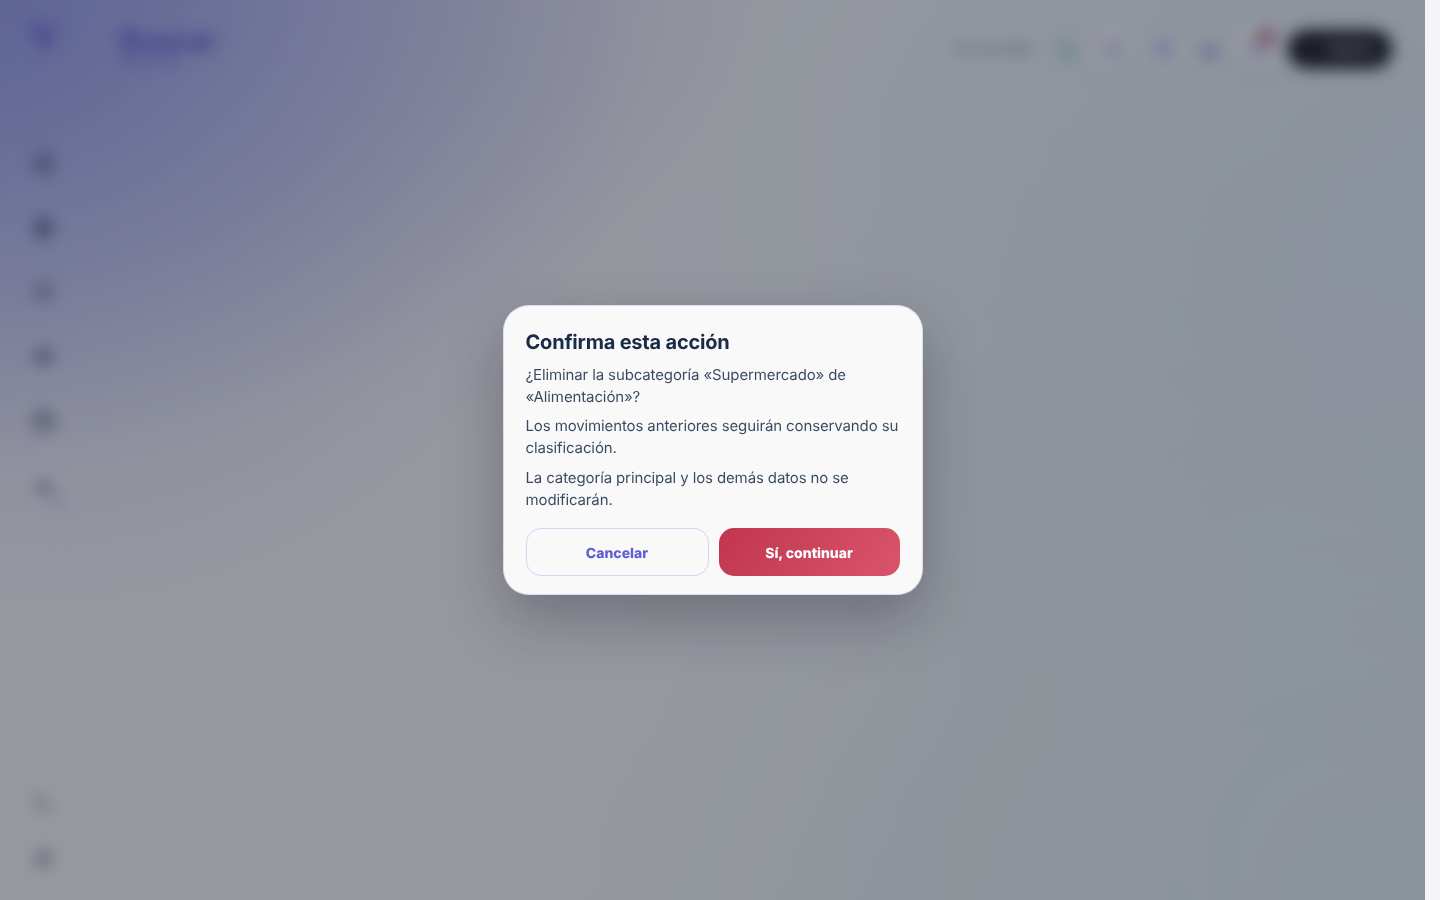 Confirma esta acción
¿Eliminar la subcategoría «Supermercado» de
«Alimentación»?
Los movimientos anteriores seguirán conservando su
clasificación.
La categoría principal y los demás datos no se
modificarán.
Cancelar
Sí, continuar